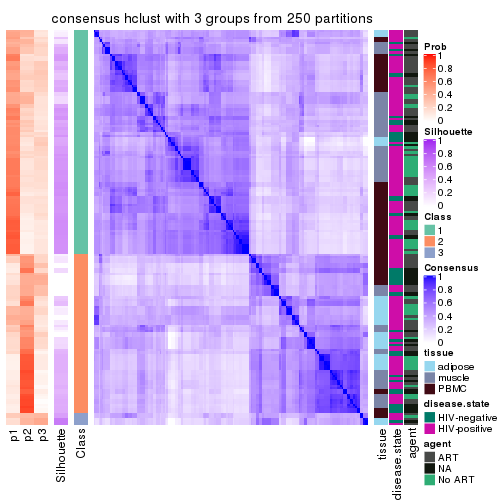 consensus hclust with 3 groups from 250 partitions
Prob
1
0.8
0.6
0.4
0.2
0
Silhouette
1
0.8
0.6
0.4
0.2
0
Class
1
2
3
Consensus
1
0.8
0.6
0.4
0.2
0
tissue
adipose
muscle
PBMC
disease.state
HIV-negative
HIV-positive
agent
ART
NA
No ART
p1
p2
p3
Silhouette
Class
tissue
disease.state
agent